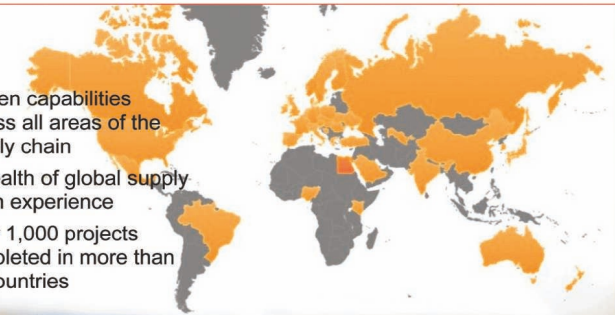 en capabilities
ss all areas of the
ly chain
alth of global supply
n experience
1,000 projects
pleted in more than
ountries